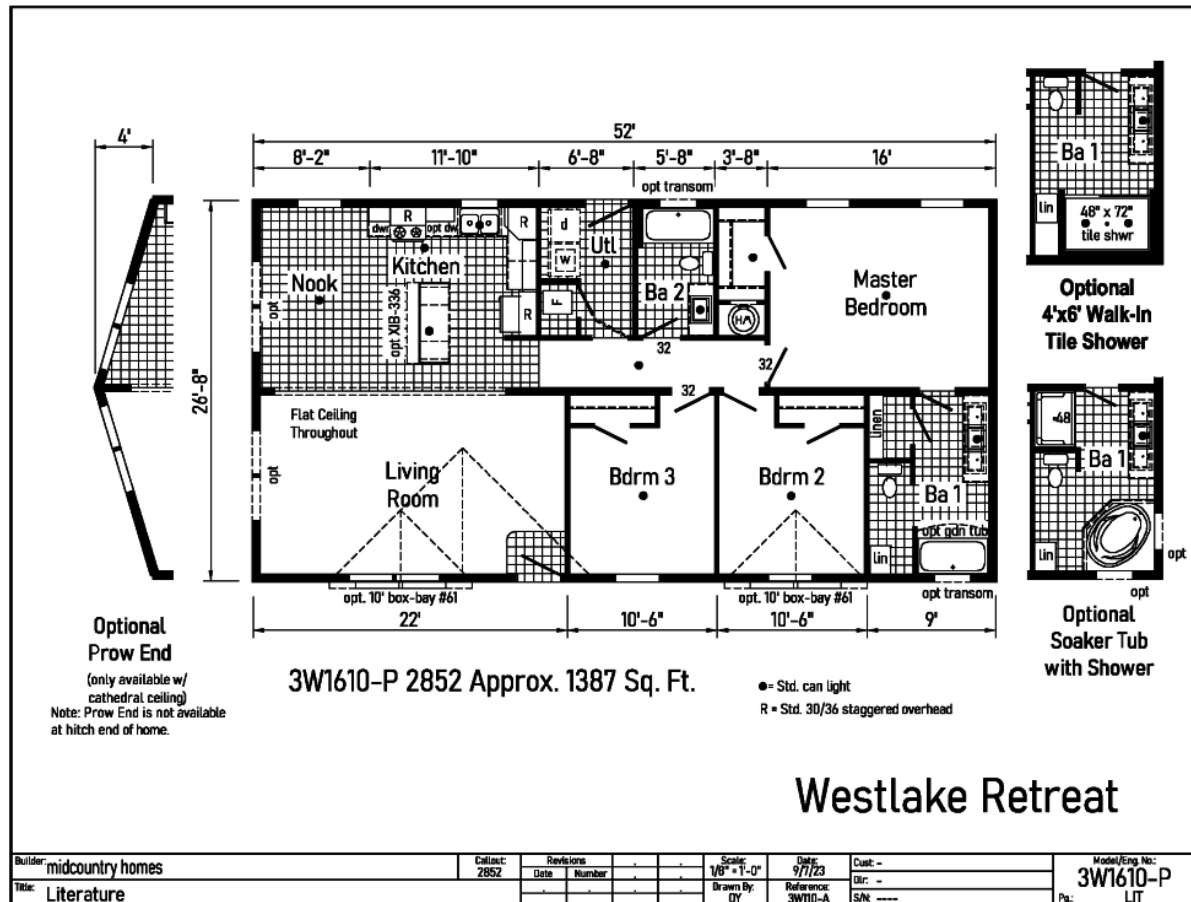 52'
4'
8'-2"
11'-10"
6'-8"
5'-8"
3'-8"
16'
opt transom
26'-8"
R
dwr
opt dw
R
d
w
Utl
Kitchen
Nook
opt
opt XIB-336
R
F
Ba 2
H/A
Master
Bedroom
32
32
32
Flat Ceiling
Throughout
opt
Living
Room
Bdrm 3
Bdrm 2
linen
Ba 1
opt gdn tub
lin
opt. 10' box-bay #61
opt. 10' box-bay #61
opt transom
22'
10'-6"
10'-6"
9'
Optional
Prow End
(only available w/
cathedral ceiling)
Note: Prow End is not available
at hitch end of home.
3W1610-P 2852 Approx. 1387 Sq. Ft.
●= Std. can light
R = Std. 30/36 staggered overhead
Ba 1
lin
48" x 72"
tile shwr
Optional
4'x6' Walk-In
Tile Shower
48
Ba 1
lin
opt
opt
Optional
Soaker Tub
with Shower
Westlake Retreat
Builder: midcountry homes
Title: Literature
Callout:
2852
Revisions
Date Number
Scale:
1/8" = 1'-0"
Drawn By:
DY
Date:
9/7/23
Reference:
3W110-A
Cust: -
Dlr: -
S/N: ----
Model/Eng. No.:
3W1610-P
Pg.: LIT